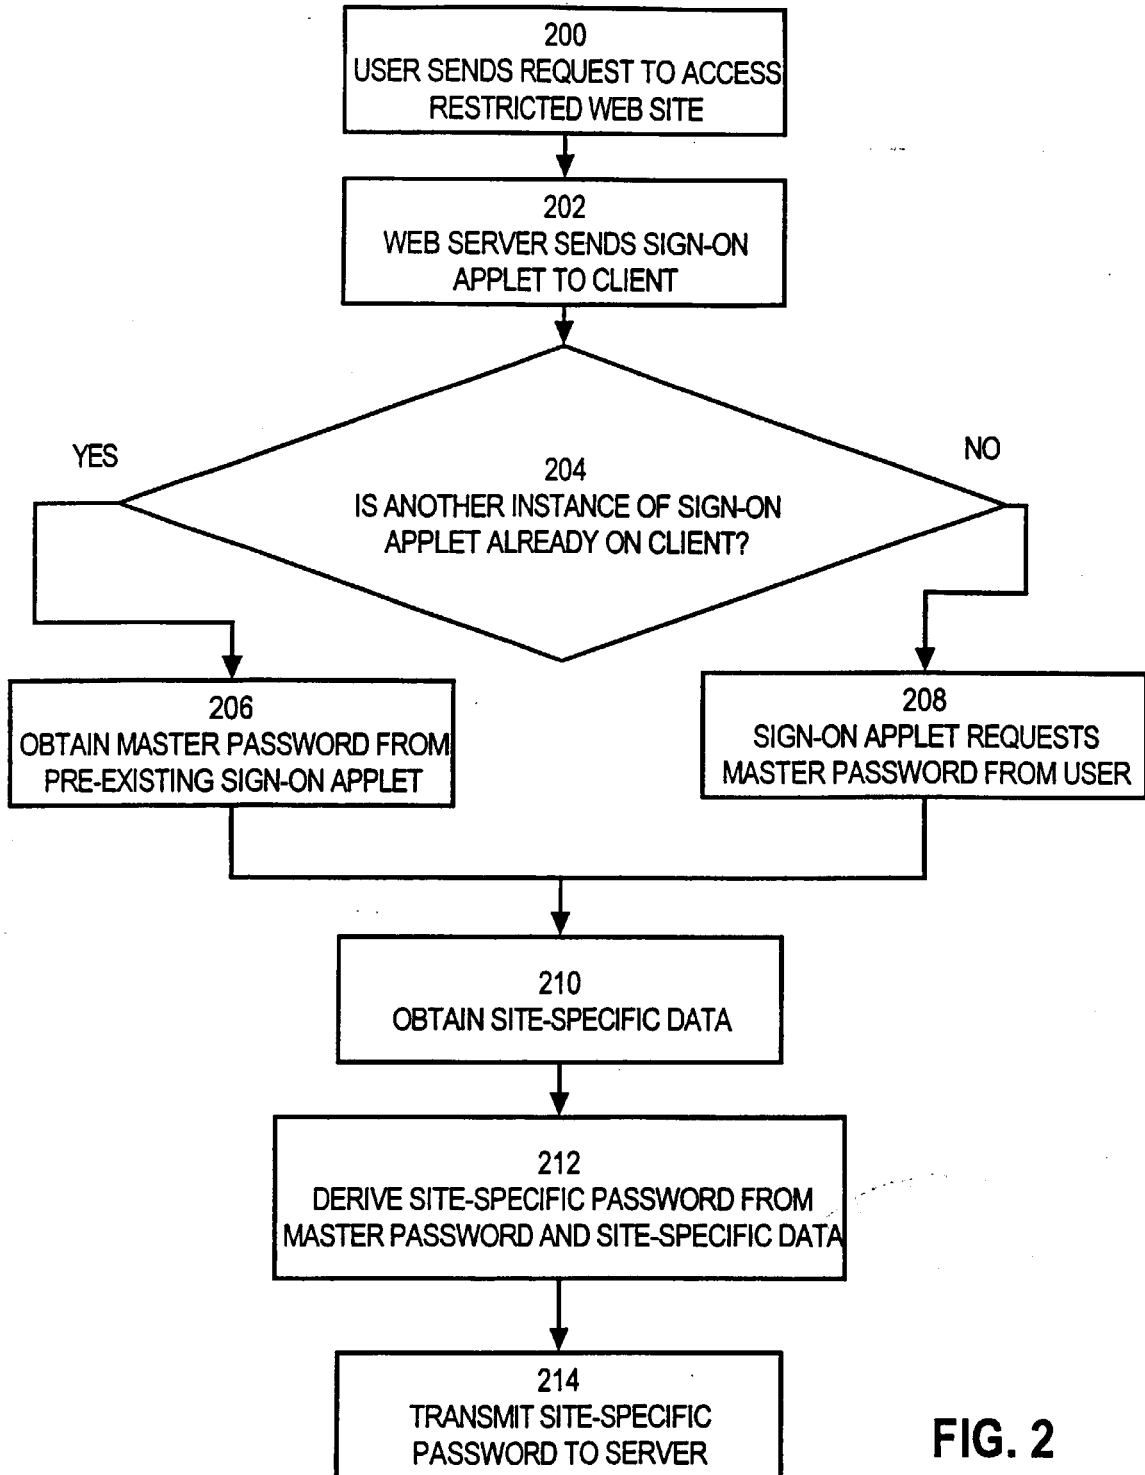 200
USER SENDS REQUEST TO ACCESS
RESTRICTED WEB SITE
202
WEB SERVER SENDS SIGN-ON
APPLET TO CLIENT
YES
NO
204
IS ANOTHER INSTANCE OF SIGN-ON
APPLET ALREADY ON CLIENT?
206
OBTAIN MASTER PASSWORD FROM
PRE-EXISTING SIGN-ON APPLET
208
SIGN-ON APPLET REQUESTS
MASTER PASSWORD FROM USER
210
OBTAIN SITE-SPECIFIC DATA
212
DERIVE SITE-SPECIFIC PASSWORD FROM
MASTER PASSWORD AND SITE-SPECIFIC DATA
214
TRANSMIT SITE-SPECIFIC
PASSWORD TO SERVER
FIG. 2